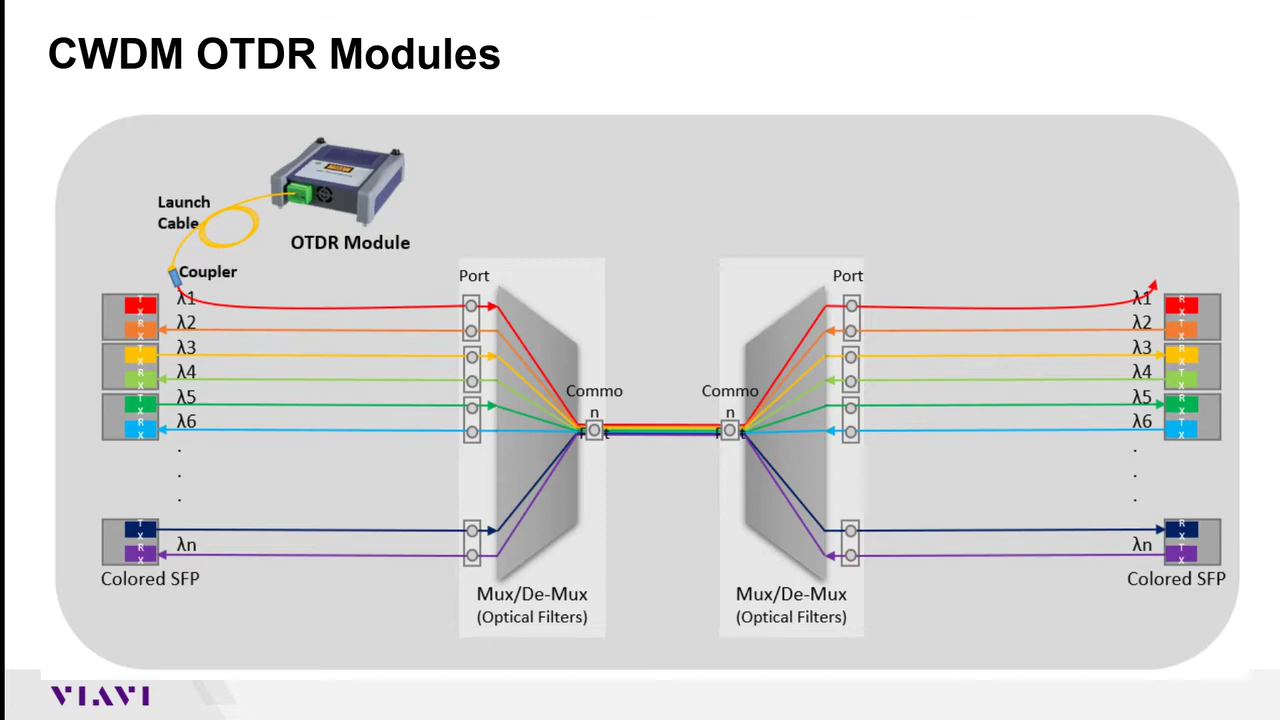 CWDM OTDR Modules
Launch
Cable
OTDR Module
Coupler
Port
Port
λ1
λ2
λ3
λ4
λ5
λ6
.
.
.
λn
T
X
R
X
T
X
R
X
T
X
R
X
T
X
R
X
Commo
n
Commo
n
λ1
λ2
λ3
λ4
λ5
λ6
.
.
.
λn
R
X
T
X
R
X
T
X
R
X
T
X
R
X
T
X
Colored SFP
Mux/De-Mux
(Optical Filters)
Mux/De-Mux
(Optical Filters)
Colored SFP
VIAVI